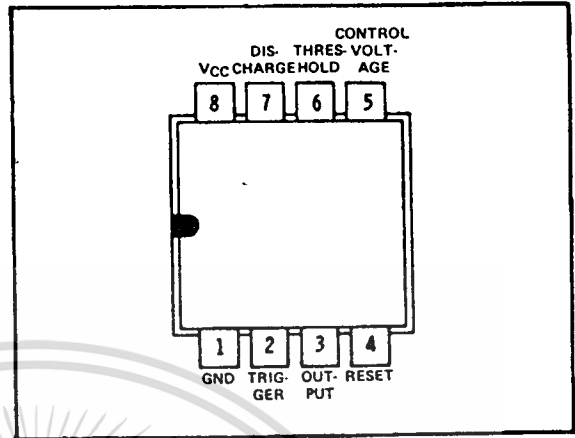 CONTROL
DIS- THRES- VOLT-
VCC CHARGE HOLD AGE
8 7 6 5
1 2 3 4
GND TRIG- OUT- RESET
GER PUT